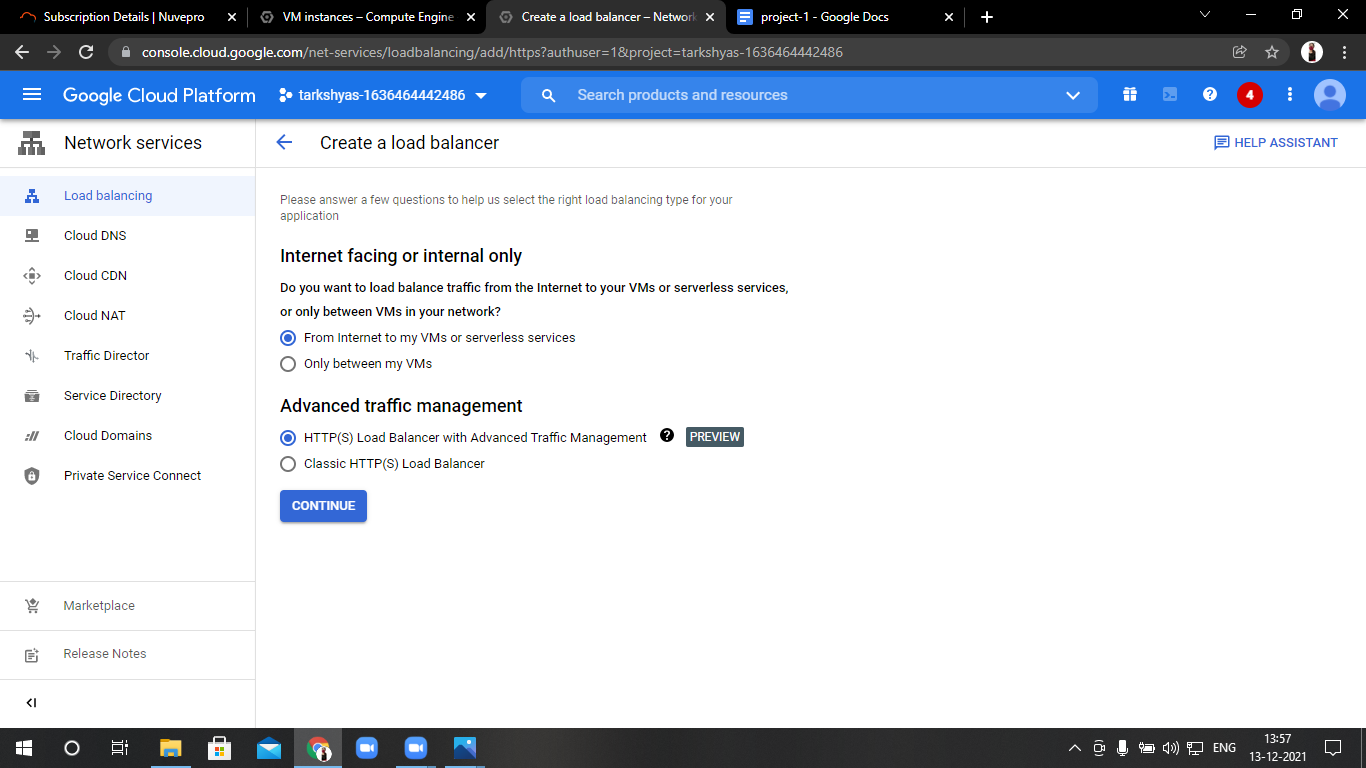 Subscription Details | Nuvepro
VM instances – Compute Engine
Create a load balancer – Network
project-1 - Google Docs
console.cloud.google.com/net-services/loadbalancing/add/https?authuser=1&project=tarkshyas-1636464442486
Google Cloud Platform
tarkshyas-1636464442486
Search products and resources
4
Network services
Create a load balancer
HELP ASSISTANT
Load balancing
Cloud DNS
Cloud CDN
Cloud NAT
Traffic Director
Service Directory
Cloud Domains
Private Service Connect
Marketplace
Release Notes
Please answer a few questions to help us select the right load balancing type for your
application
Internet facing or internal only
Do you want to load balance traffic from the Internet to your VMs or serverless services,
or only between VMs in your network?
From Internet to my VMs or serverless services
Only between my VMs
Advanced traffic management
HTTP(S) Load Balancer with Advanced Traffic Management
PREVIEW
Classic HTTP(S) Load Balancer
CONTINUE
ENG
13:57
13-12-2021